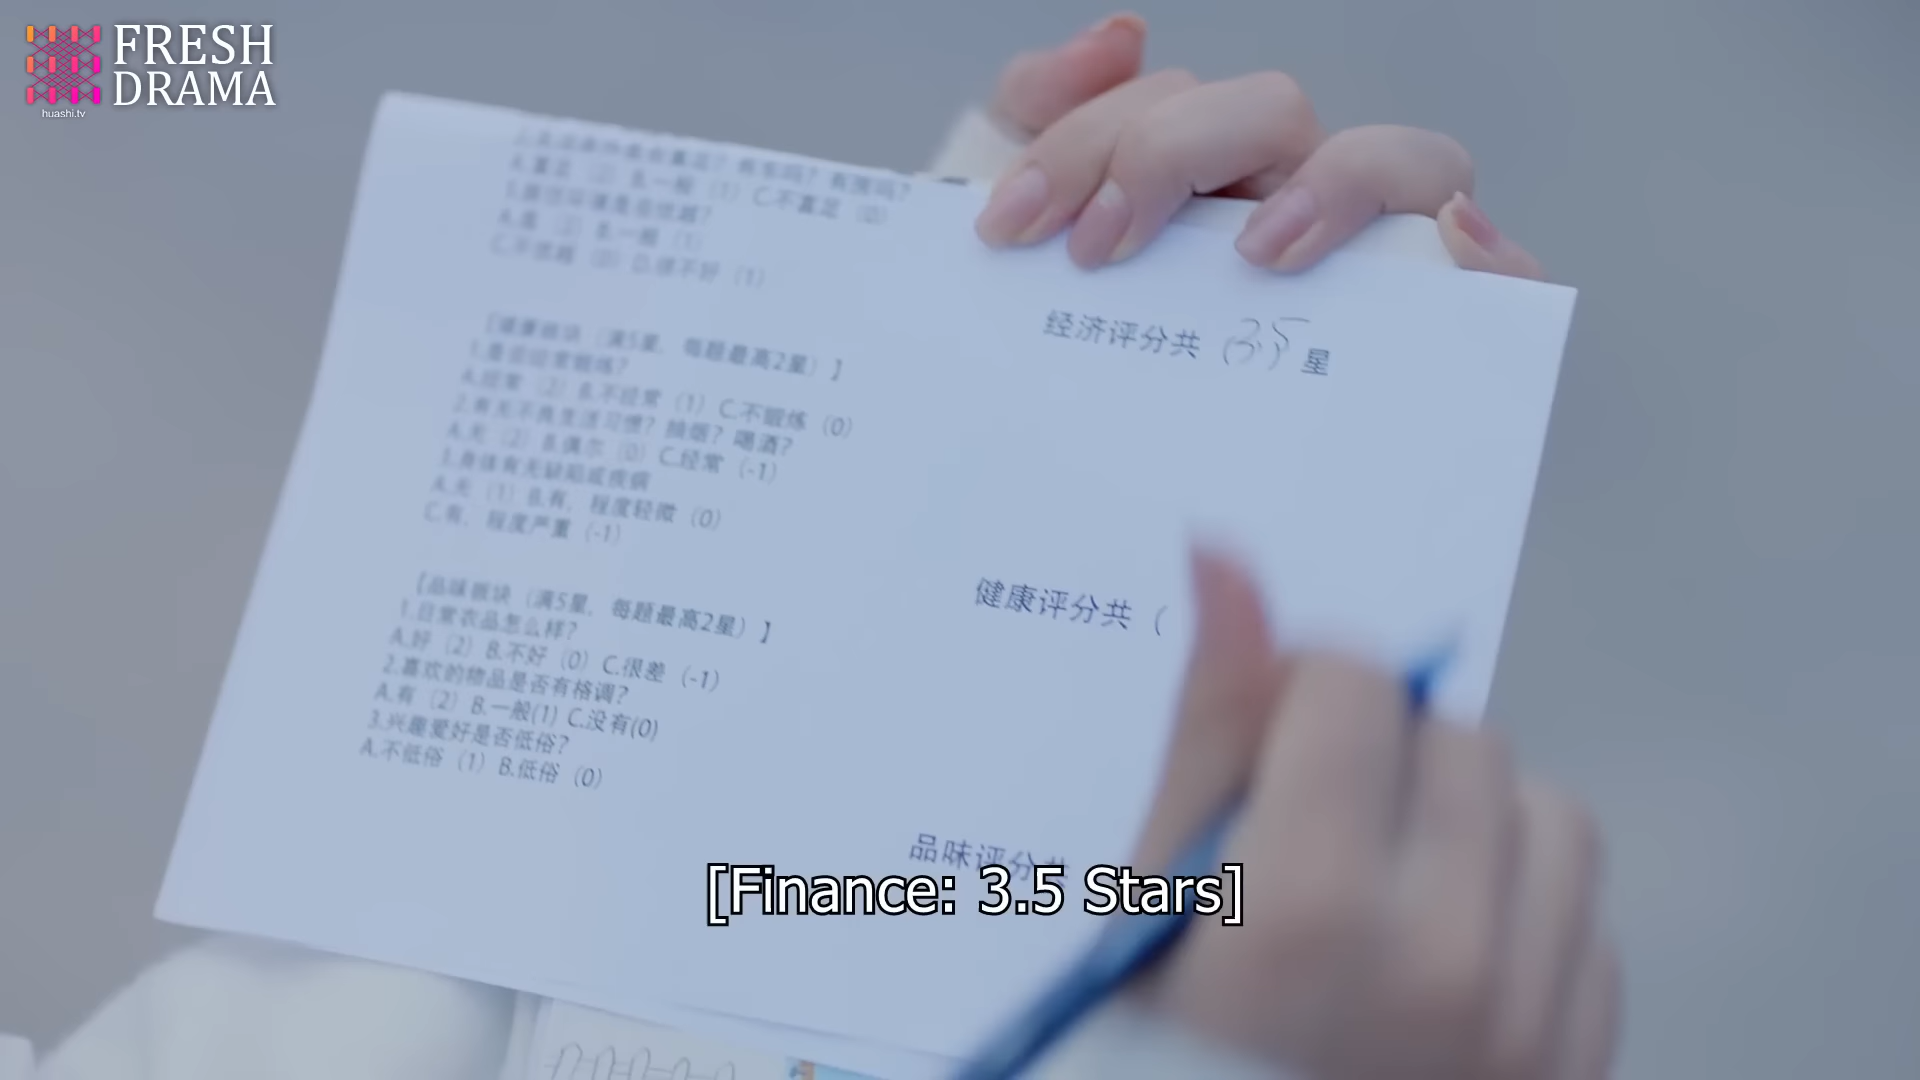 FRESH
DRAMA
huashi.tv
A.富足 (2) B.一般 (1) C.不富足 (0)
经济评分共 (3.5) 星
【健康板块 (满5星, 每题最高2星) 】
1.是否经常锻炼?
A.经常 (2) B.不经常 (1) C.不锻炼 (0)
2.有无不良生活习惯? 抽烟? 喝酒?
A.无 (2) B.偶尔 (0) C.经常 (-1)
3.身体有无缺陷或疾病
A.无 (1) B.有, 程度轻微 (0)
C.有, 程度严重 (-1)
健康评分共 (
【品味板块 (满5星, 每题最高2星) 】
1.日常衣品怎么样?
A.好 (2) B.不好 (0) C.很差 (-1)
2.喜欢的物品是否有格调?
A.有 (2) B.一般(1) C.没有(0)
3.兴趣爱好是否低俗?
A.不低俗 (1) B.低俗 (0)
品味评分共
[Finance: 3.5 Stars]